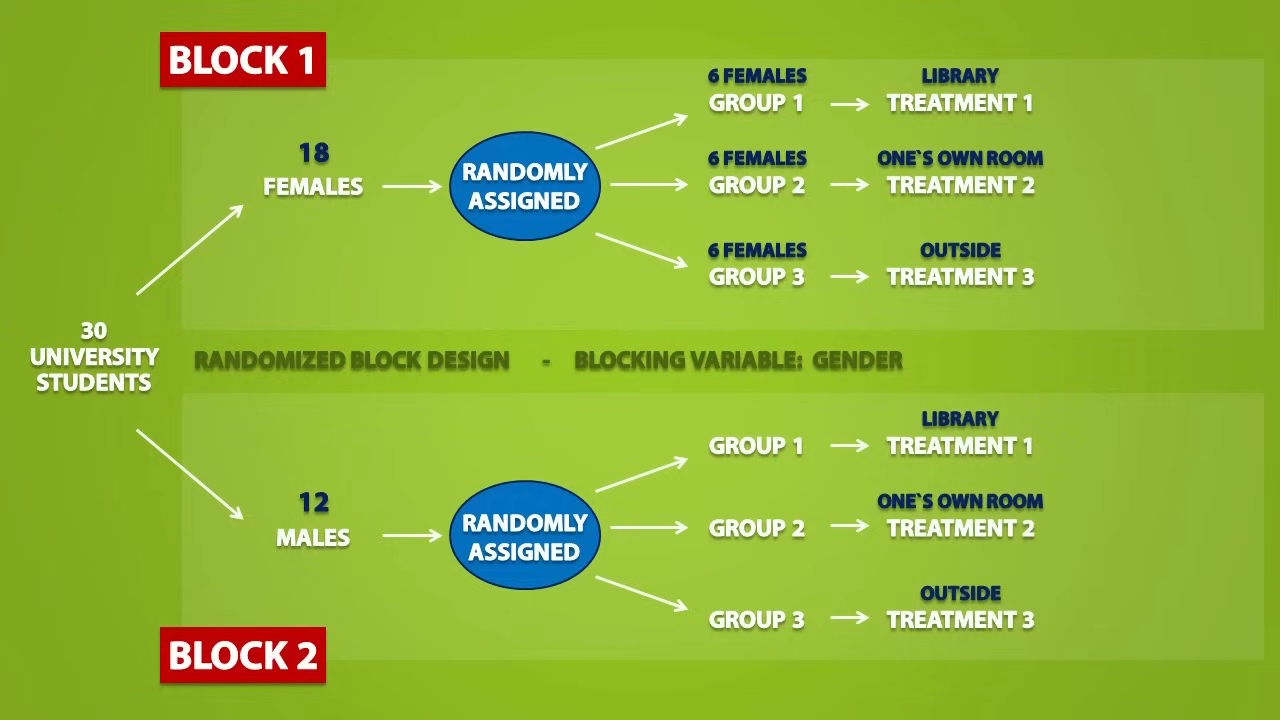 BLOCK 1
18
FEMALES
RANDOMLY
ASSIGNED
6 FEMALES
GROUP 1
LIBRARY
TREATMENT 1
6 FEMALES
GROUP 2
ONE`S OWN ROOM
TREATMENT 2
6 FEMALES
GROUP 3
OUTSIDE
TREATMENT 3
30
UNIVERSITY
STUDENTS
RANDOMIZED BLOCK DESIGN - BLOCKING VARIABLE: GENDER
12
MALES
RANDOMLY
ASSIGNED
GROUP 1
LIBRARY
TREATMENT 1
GROUP 2
ONE`S OWN ROOM
TREATMENT 2
GROUP 3
OUTSIDE
TREATMENT 3
BLOCK 2